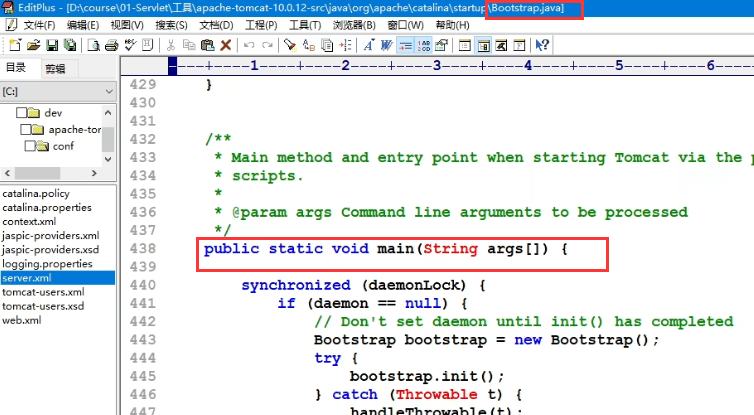 EditPlus - [D:\course\01-Servlet\工具\apache-tomcat-10.0.12-src\java\org\apache\catalina\startup\Bootstrap.java]
文件(F) 编辑(E) 视图(V) 搜索(S) 文档(D) 工程(P) 工具(T) 浏览器(B) 窗口(W) 帮助(H)
目录 剪辑
[C:]
dev
apache-tor
conf
catalina.policy
catalina.properties
context.xml
jaspic-providers.xml
jaspic-providers.xsd
logging.properties
server.xml
tomcat-users.xml
tomcat-users.xsd
web.xml
----+----1----+----2----+----3----+----4----+----5----+----6----
429 }
430
431
432 /**
433 * Main method and entry point when starting Tomcat via the p
434 * scripts.
435 *
436 * @param args Command line arguments to be processed
437 */
438 public static void main(String args[]) {
439
440 synchronized (daemonLock) {
441 if (daemon == null) {
442 // Don't set daemon until init() has completed
443 Bootstrap bootstrap = new Bootstrap();
444 try {
445 bootstrap.init();
446 } catch (Throwable t) {
447 handleThrowable(t);